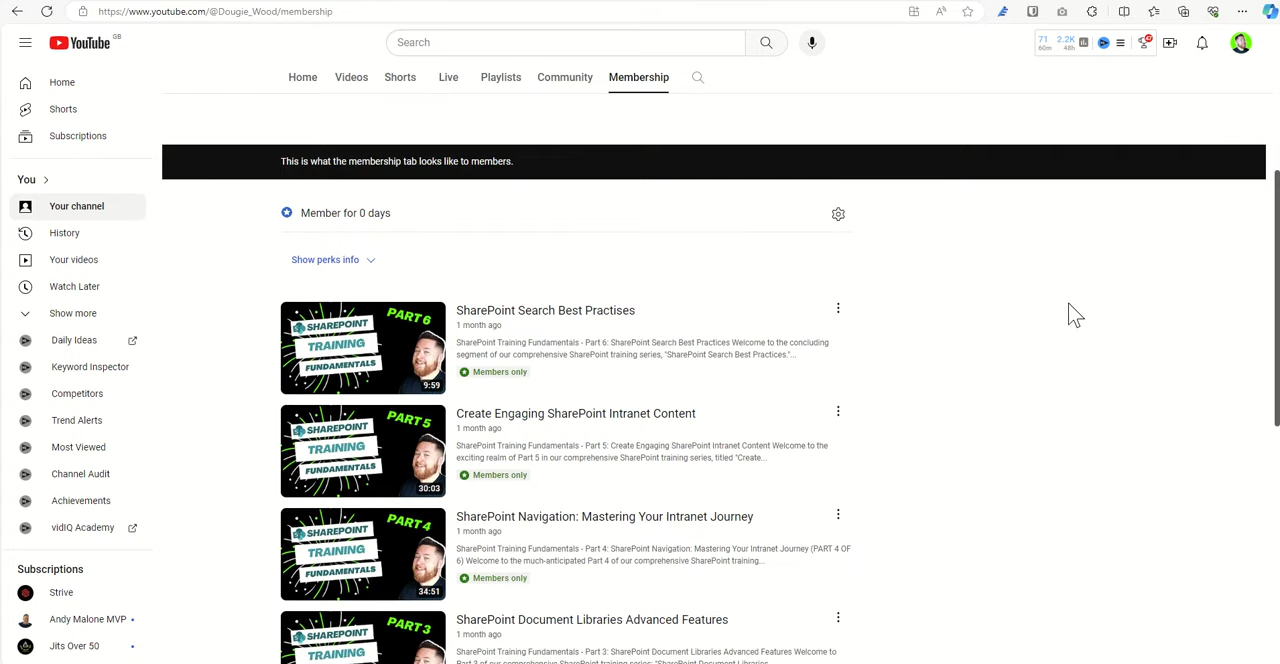 https://www.youtube.com/@Dougie_Wood/membership
YouTube GB
Search
71 2.2K
60m 48h
47
Home Videos Shorts Live Playlists Community Membership
Home
Shorts
Subscriptions
You
Your channel
History
Your videos
Watch Later
Show more
Daily Ideas
Keyword Inspector
Competitors
Trend Alerts
Most Viewed
Channel Audit
Achievements
vidIQ Academy
Subscriptions
Strive
Andy Malone MVP
Jits Over 50
This is what the membership tab looks like to members.
Member for 0 days
Show perks info
PART 6
SHAREPOINT
TRAINING
FUNDAMENTALS
9:59
SharePoint Search Best Practises
1 month ago
SharePoint Training Fundamentals - Part 6: SharePoint Search Best Practices Welcome to the concluding
segment of our comprehensive SharePoint training series, "SharePoint Search Best Practices."...
Members only
PART 5
SHAREPOINT
TRAINING
FUNDAMENTALS
30:03
Create Engaging SharePoint Intranet Content
1 month ago
SharePoint Training Fundamentals - Part 5: Create Engaging SharePoint Intranet Content Welcome to the
exciting realm of Part 5 in our comprehensive SharePoint training series, titled "Create...
Members only
PART 4
SHAREPOINT
TRAINING
FUNDAMENTALS
34:51
SharePoint Navigation: Mastering Your Intranet Journey
1 month ago
SharePoint Training Fundamentals - Part 4: SharePoint Navigation: Mastering Your Intranet Journey (PART 4 OF
6) Welcome to the much-anticipated Part 4 of our comprehensive SharePoint training...
Members only
PART 3
SHAREPOINT
TRAINING
SharePoint Document Libraries Advanced Features
1 month ago
SharePoint Training Fundamentals - Part 3: SharePoint Document Libraries Advanced Features Welcome to
Part 3 of our comprehensive SharePoint training series: "SharePoint Document Libraries